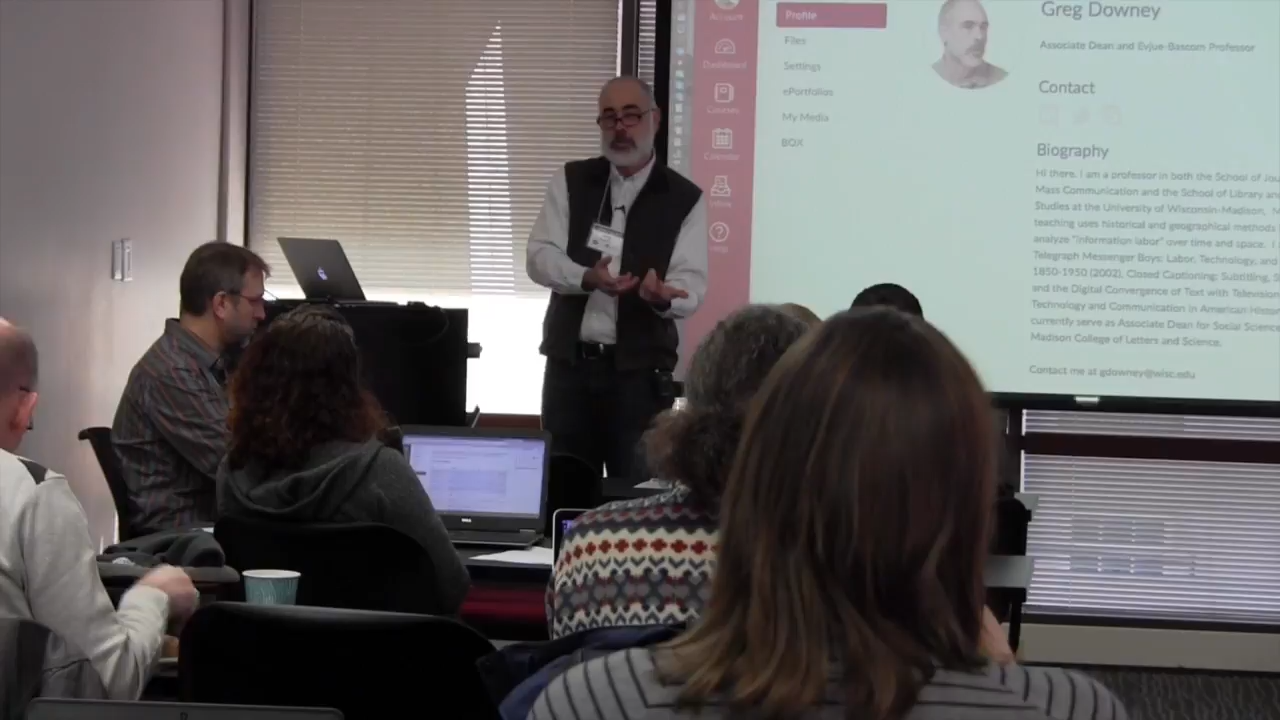 Account
Dashboard
Courses
Calendar
Inbox
Help
Profile
Files
Settings
ePortfolios
My Media
BOX
Greg Downey
Associate Dean and Evjue-Bascom Professor
Contact
Biography
Hi there. I am a professor in both the School of Jou
Mass Communication and the School of Library and
Studies at the University of Wisconsin-Madison.
teaching uses historical and geographical methods
analyze "information labor" over time and space. I
Telegraph Messenger Boys: Labor, Technology, and
1850-1950 (2002), Closed Captioning: Subtitling,
and the Digital Convergence of Text with Television
Technology and Communication in American Histor
currently serve as Associate Dean for Social Science
Madison College of Letters and Science.
Contact me at gdowney@wisc.edu
DELL